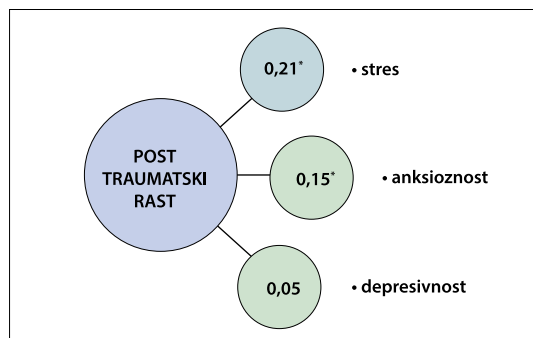 0,21*
• stres
POST
TRAUMATSKI
RAST
0,15*
• anksioznost
0,05
• depresivnost